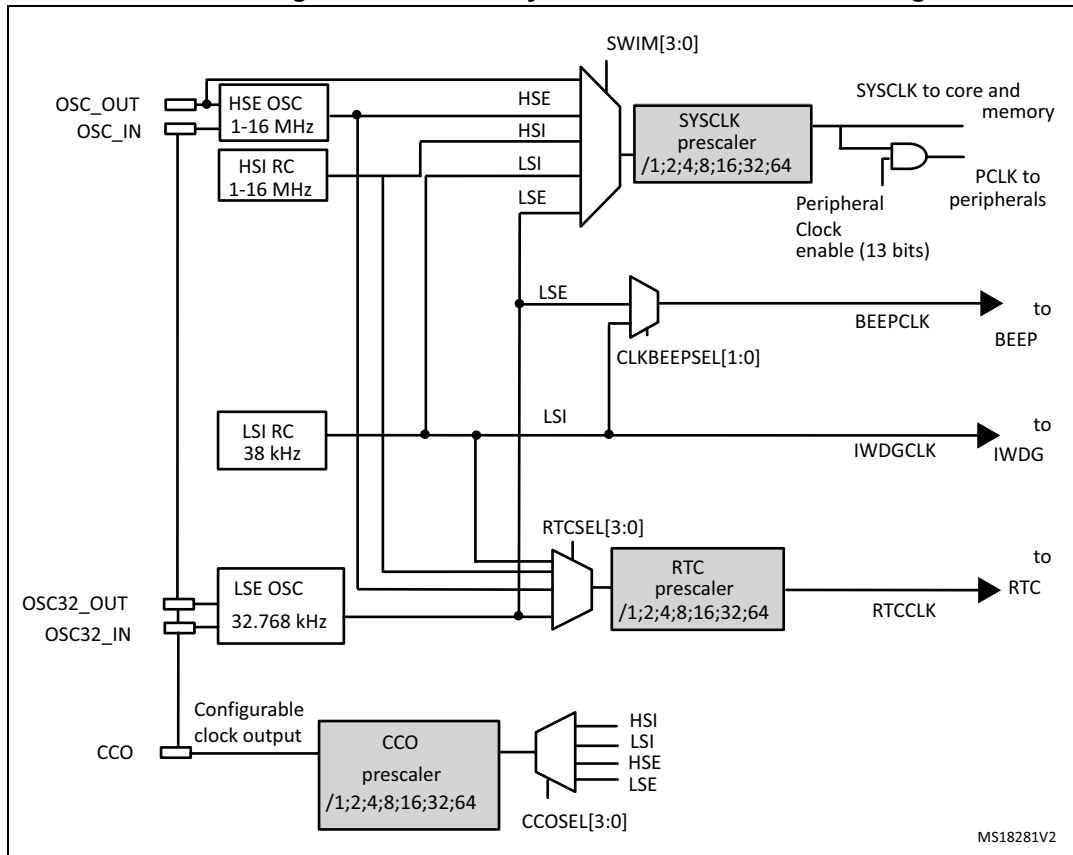 SWIM[3:0]
OSC_OUT
OSC_IN
HSE OSC
1-16 MHz
HSI RC
1-16 MHz
HSE
HSI
LSI
LSE
SYSCLK
prescaler
/1;2;4;8;16;32;64
SYSCLK to core and
memory
PCLK to
peripherals
Peripheral
Clock
enable (13 bits)
LSE
CLKBEEPSEL[1:0]
BEEPCLK
to
BEEP
LSI RC
38 kHz
LSI
IWDGCLK
to
IWDG
RTCSEL[3:0]
OSC32_OUT
OSC32_IN
LSE OSC
32.768 kHz
RTC
prescaler
/1;2;4;8;16;32;64
RTCCLK
to
RTC
CCO
Configurable
clock output
CCO
prescaler
/1;2;4;8;16;32;64
HSI
LSI
HSE
LSE
CCOSEL[3:0]
MS18281V2